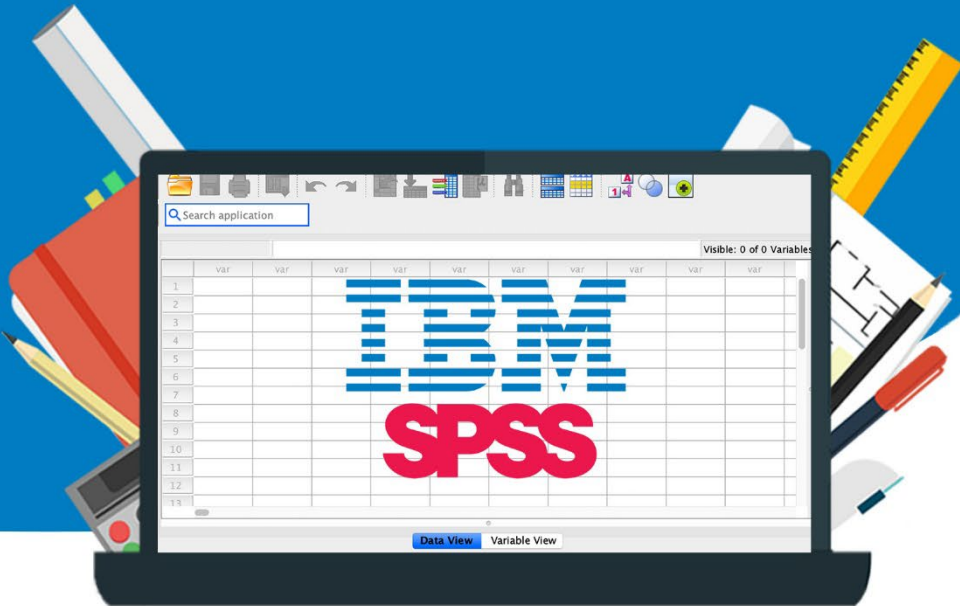 A
1
Search application
Visible: 0 of 0 Variables
var var var var var var var var var var
1
2
3
4
5
6
7
8
9
10
11
12
13
IBM
SPSS
Data View Variable View